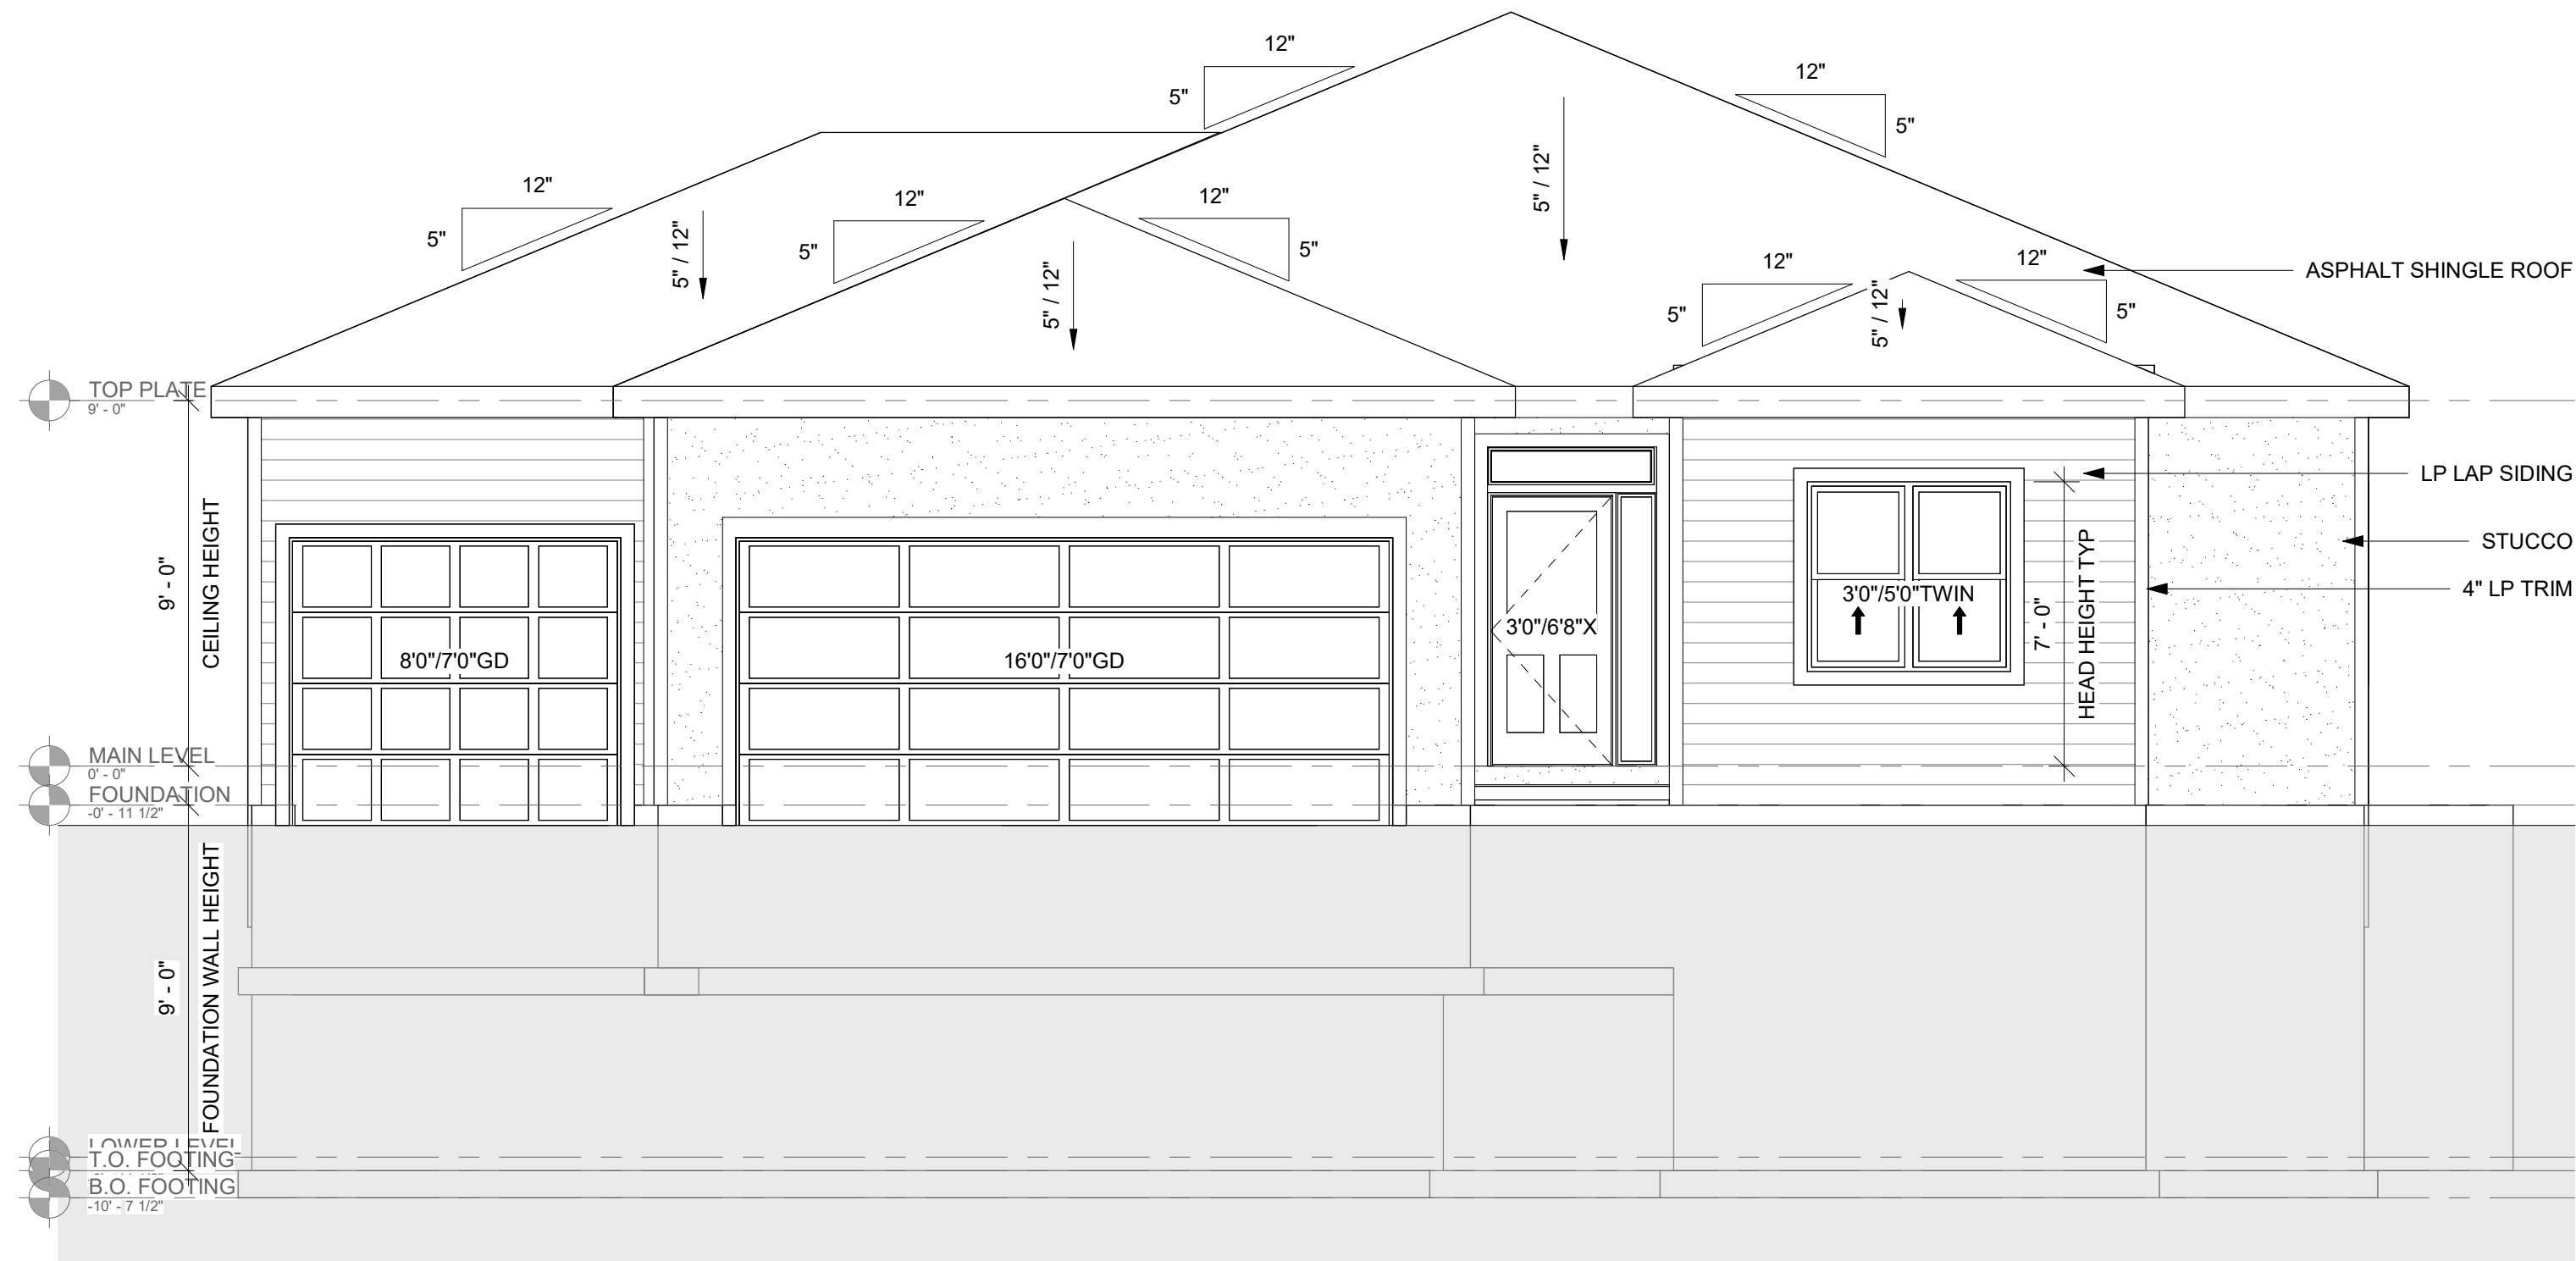 12"
5"
12"
5"
12"
5"
12"
5"
12"
5"
5" / 12"
5" / 12"
5" / 12"
12"
5"
12"
5"
5" / 12"
ASPHALT SHINGLE ROOF
TOP PLATE
9' - 0"
LP LAP SIDING
STUCCO
4" LP TRIM
9' - 0"
CEILING HEIGHT
8'0"/7'0"GD
16'0"/7'0"GD
3'0"/6'8"X
3'0"/5'0"TWIN
7' - 0"
HEAD HEIGHT TYP
MAIN LEVEL
0' - 0"
FOUNDATION
-0' - 11 1/2"
9' - 0"
FOUNDATION WALL HEIGHT
LOWER LEVEL
T.O. FOOTING
B.O. FOOTING
-10' - 7 1/2"